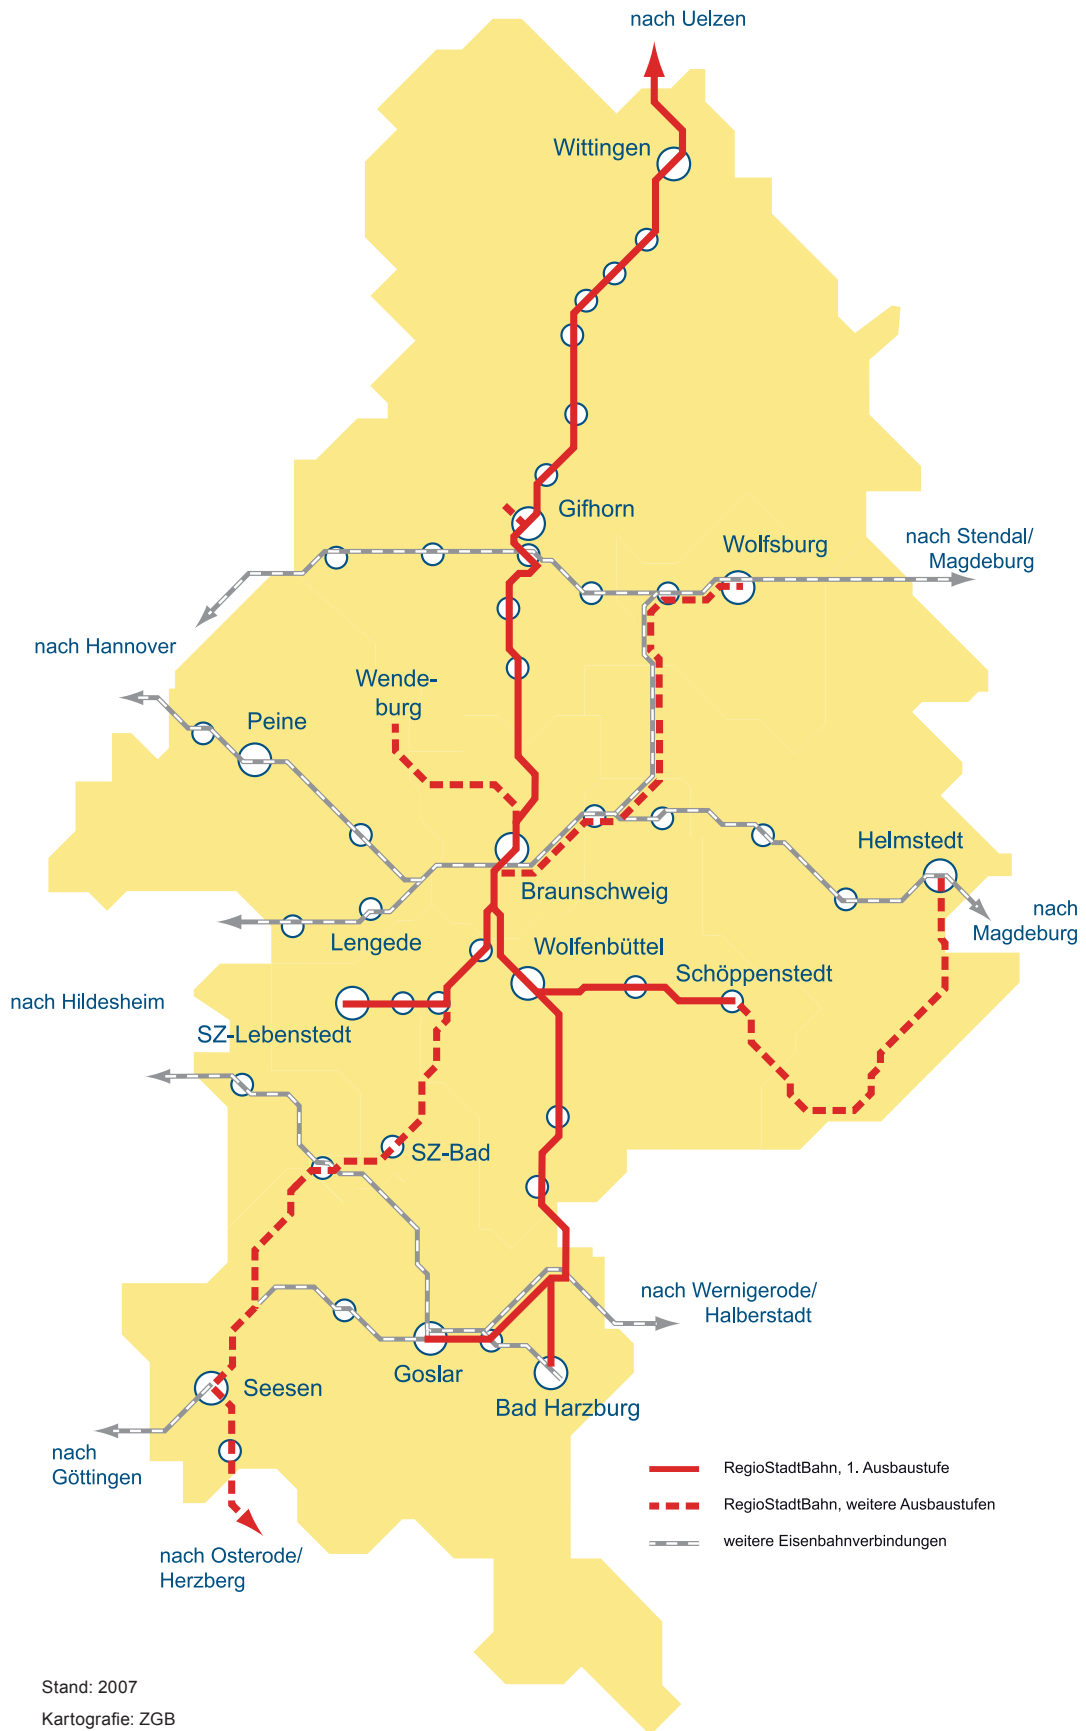 nach Uelzen
Wittingen
Gifhorn
Wolfsburg
nach Stendal/
Magdeburg
nach Hannover
Wende-
burg
Peine
Helmstedt
Braunschweig
nach
Magdeburg
Lengede
Wolfenbüttel
Schöppenstedt
nach Hildesheim
SZ-Lebenstedt
SZ-Bad
nach Wernigerode/
Halberstadt
Goslar
Seesen
Bad Harzburg
nach
Göttingen
RegioStadtBahn, 1. Ausbaustufe
RegioStadtBahn, weitere Ausbaustufen
weitere Eisenbahnverbindungen
nach Osterode/
Herzberg
Stand: 2007
Kartografie: ZGB